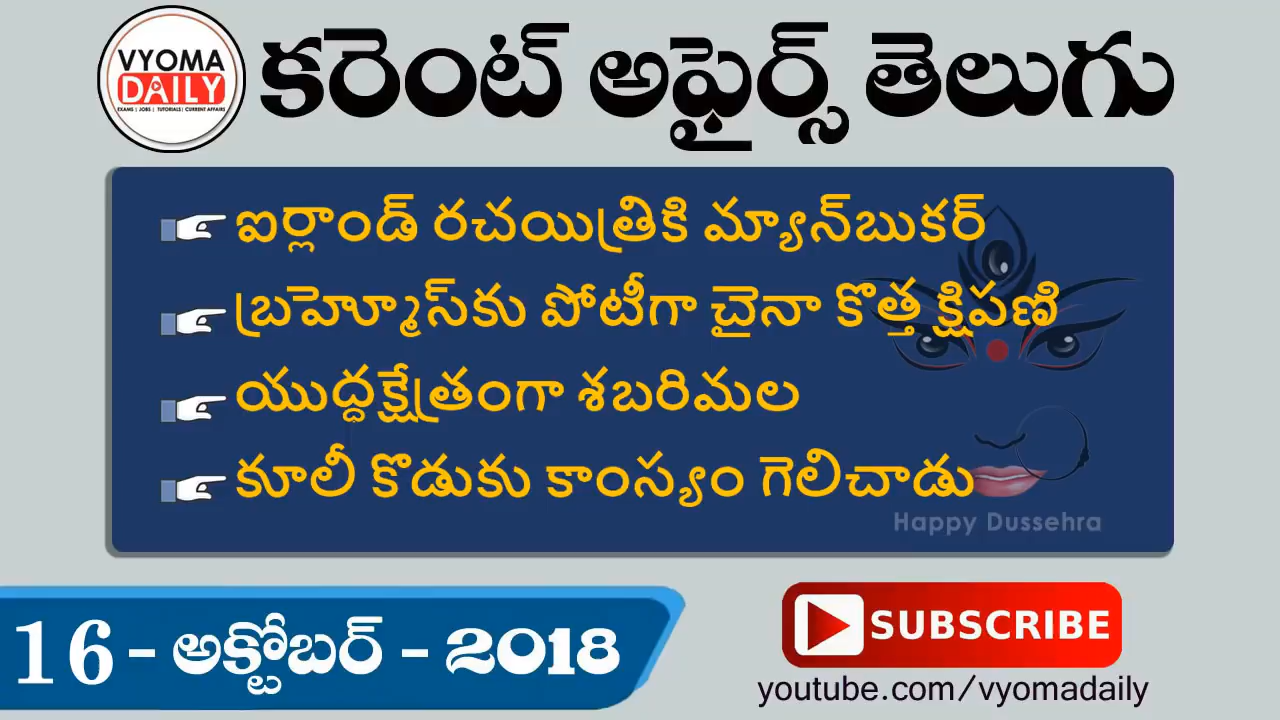 VYOMA
DAILY
EXAMS | JOBS | TUTORIALS| CURRENT AFFAIRS
కరెంట్ అఫైర్స్ తెలుగు
ఐర్లాండ్ రచయిత్రికి మ్యాన్‌బుకర్
బ్రహ్మోస్‌కు పోటీగా చైనా కొత్త క్షిపణి
యుద్ధక్షేత్రంగా శబరిమల
కూలీ కొడుకు కాంస్యం గెలిచాడు
Happy Dussehra
16 - అక్టోబర్ - 2018
SUBSCRIBE
youtube.com/vyomadaily